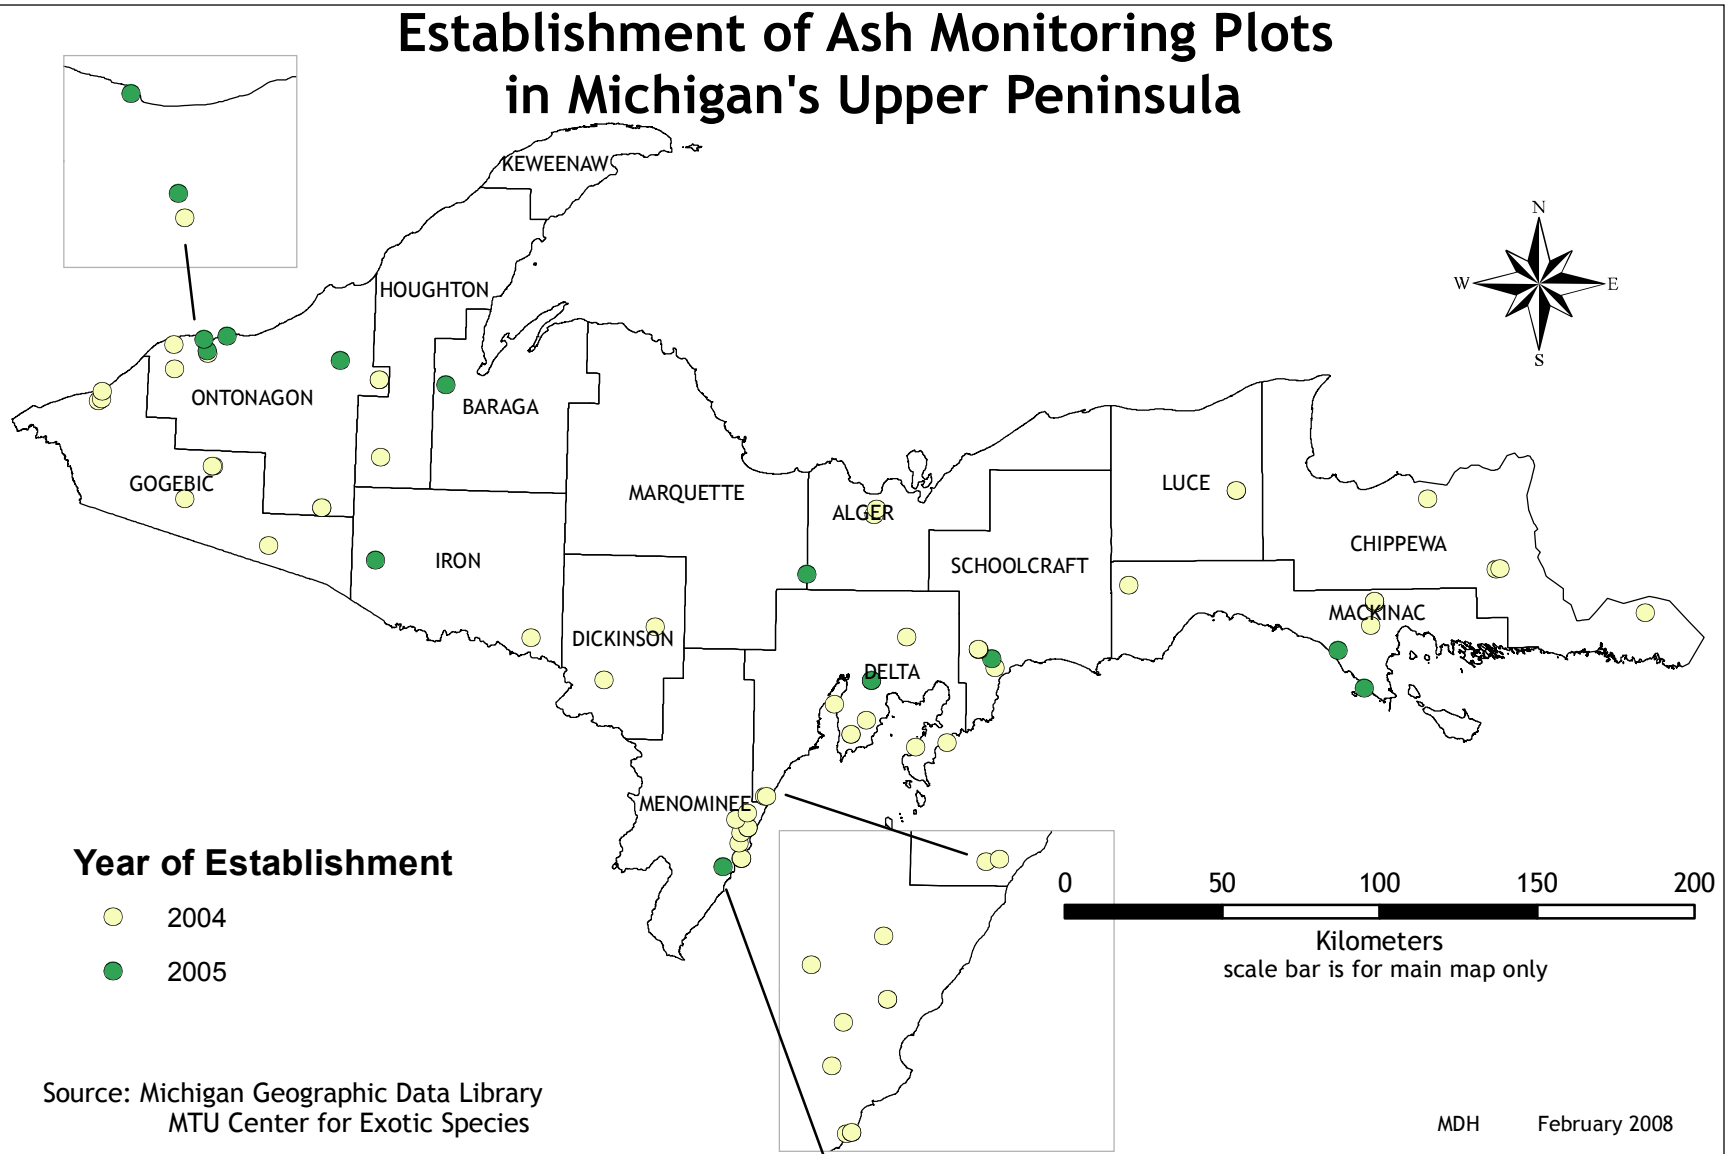 Establishment of Ash Monitoring Plots
in Michigan's Upper Peninsula
KEWEENAW
N
W
E
S
HOUGHTON
ONTONAGON
BARAGA
GOGEBIC
MARQUETTE
LUCE
ALGER
CHIPPEWA
IRON
SCHOOLCRAFT
MACKINAC
DICKINSON
DELTA
MENOMINEE
Year of Establishment
2004
2005
0 50 100 150 200
Kilometers
scale bar is for main map only
Source: Michigan Geographic Data Library
MTU Center for Exotic Species
MDH February 2008